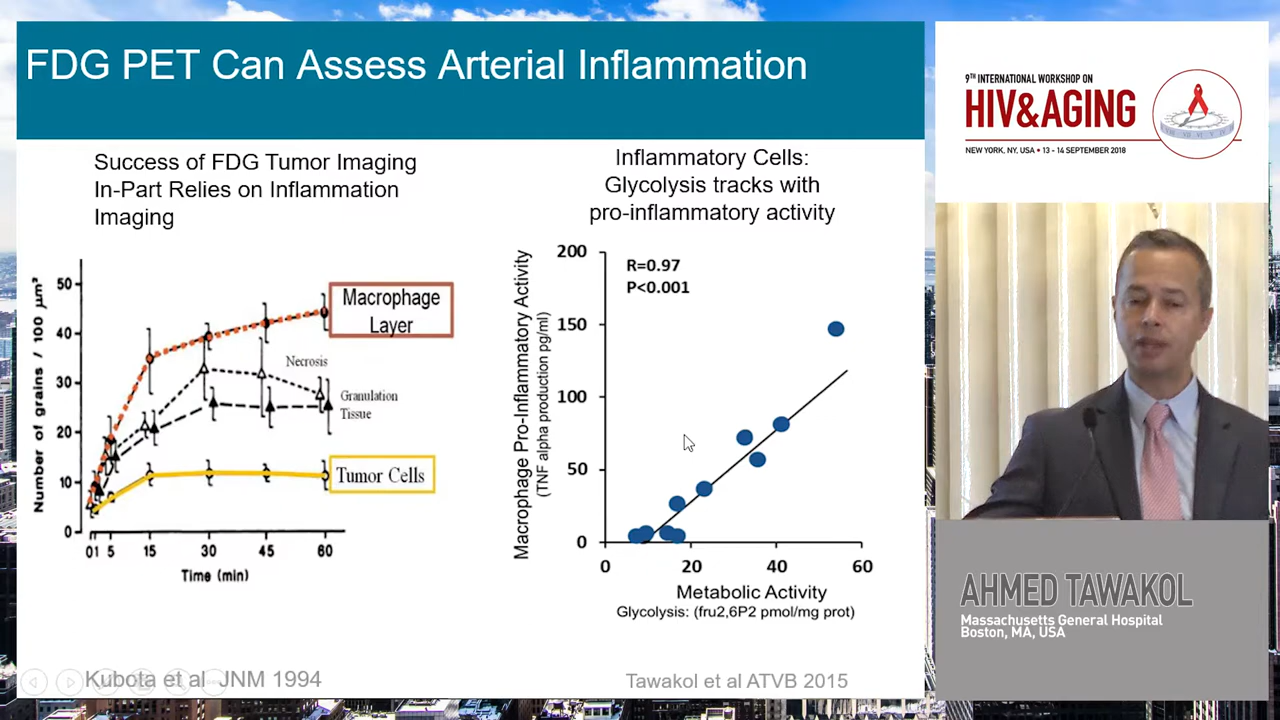 FDG PET Can Assess Arterial Inflammation
Success of FDG Tumor Imaging
In-Part Relies on Inflammation
Imaging
Number of grains / 100 µm²
50
40
30
20
10
0
Macrophage
Layer
Necrosis
Granulation
Tissue
Tumor Cells
01 5 15 30 45 60
Time (min)
Kubota et al JNM 1994
Inflammatory Cells:
Glycolysis tracks with
pro-inflammatory activity
Macrophage Pro-Inflammatory Activity
(TNF alpha production pg/ml)
200
150
100
50
0
R=0.97
P<0.001
0 20 40 60
Metabolic Activity
Glycolysis: (fru2,6P2 pmol/mg prot)
Tawakol et al ATVB 2015
9TH INTERNATIONAL WORKSHOP ON
HIV&AGING
NEW YORK, NY, USA • 13 - 14 SEPTEMBER 2018
AHMED TAWAKOL
Massachusetts General Hospital
Boston, MA, USA